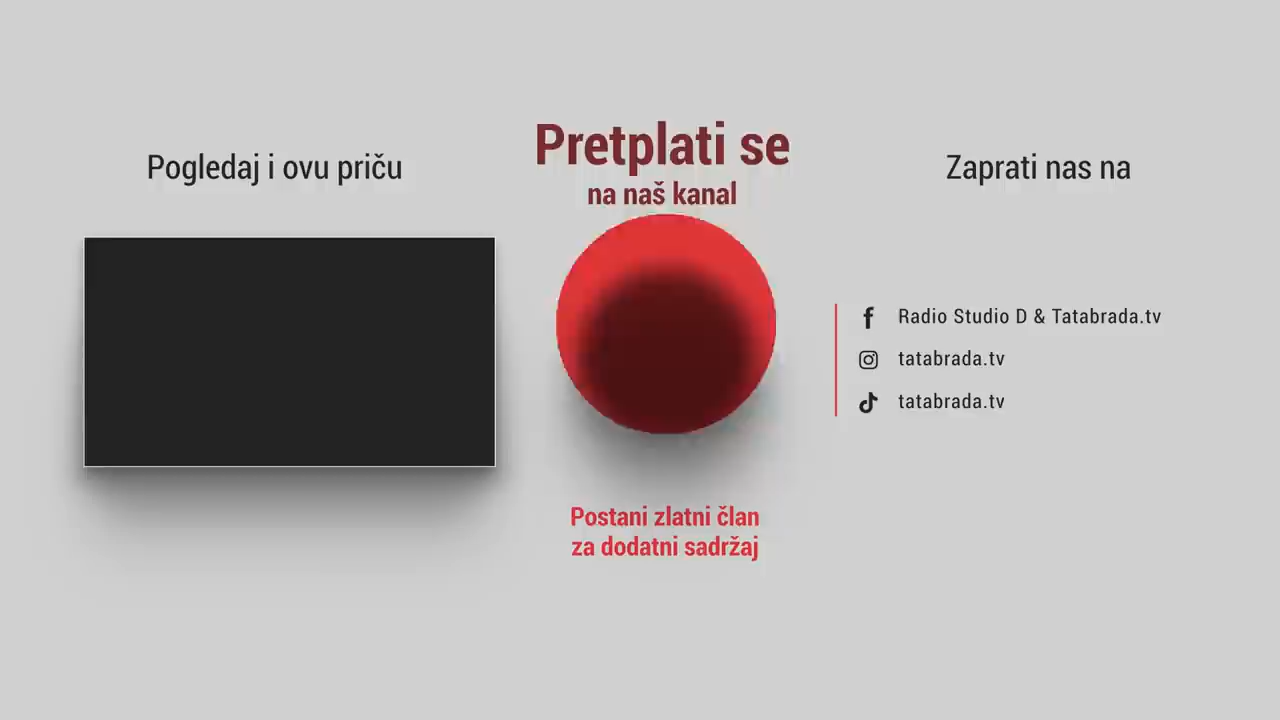 Pogledaj i ovu priču
Pretplati se
na naš kanal
Postani zlatni član
za dodatni sadržaj
Zaprati nas na
Radio Studio D & Tatabrada.tv
tatabrada.tv
tatabrada.tv